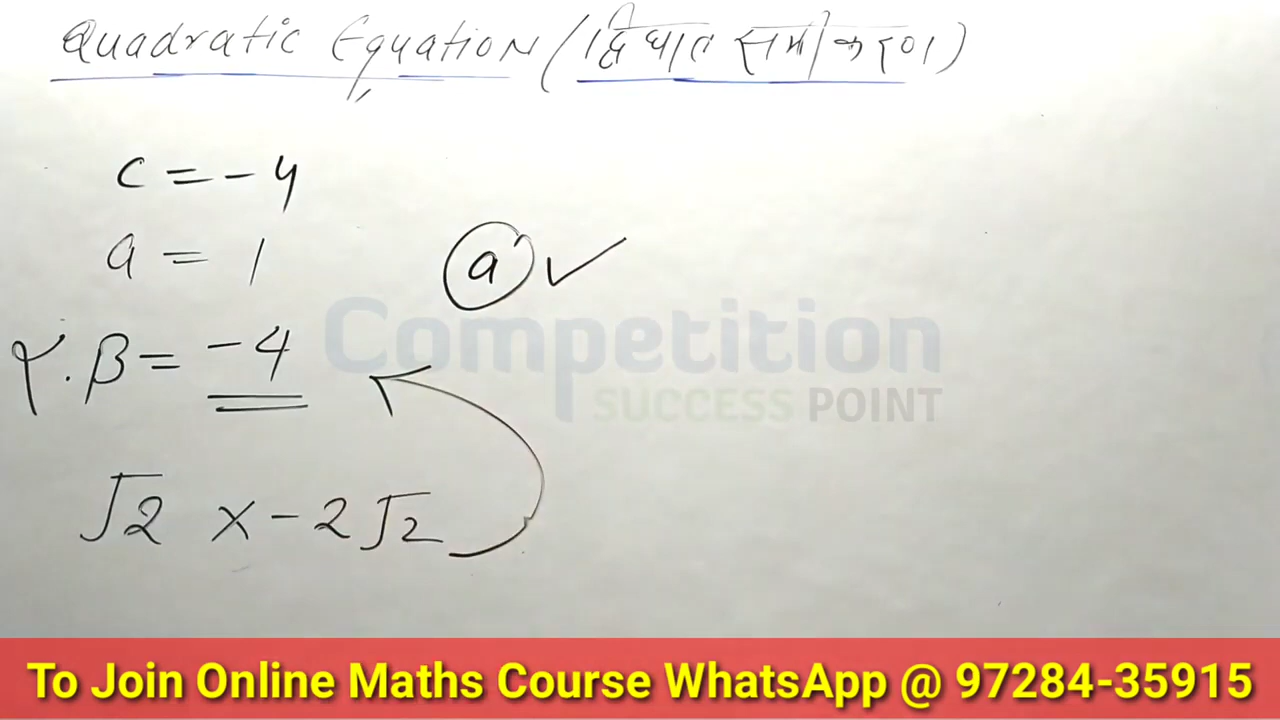 Quadratic Equation (द्विघात समीकरण)
c = -4
a = 1
a ✓
α . β = -4
Competition
SUCCESS POINT
√2 x -2√2
To Join Online Maths Course WhatsApp @ 97284-35915